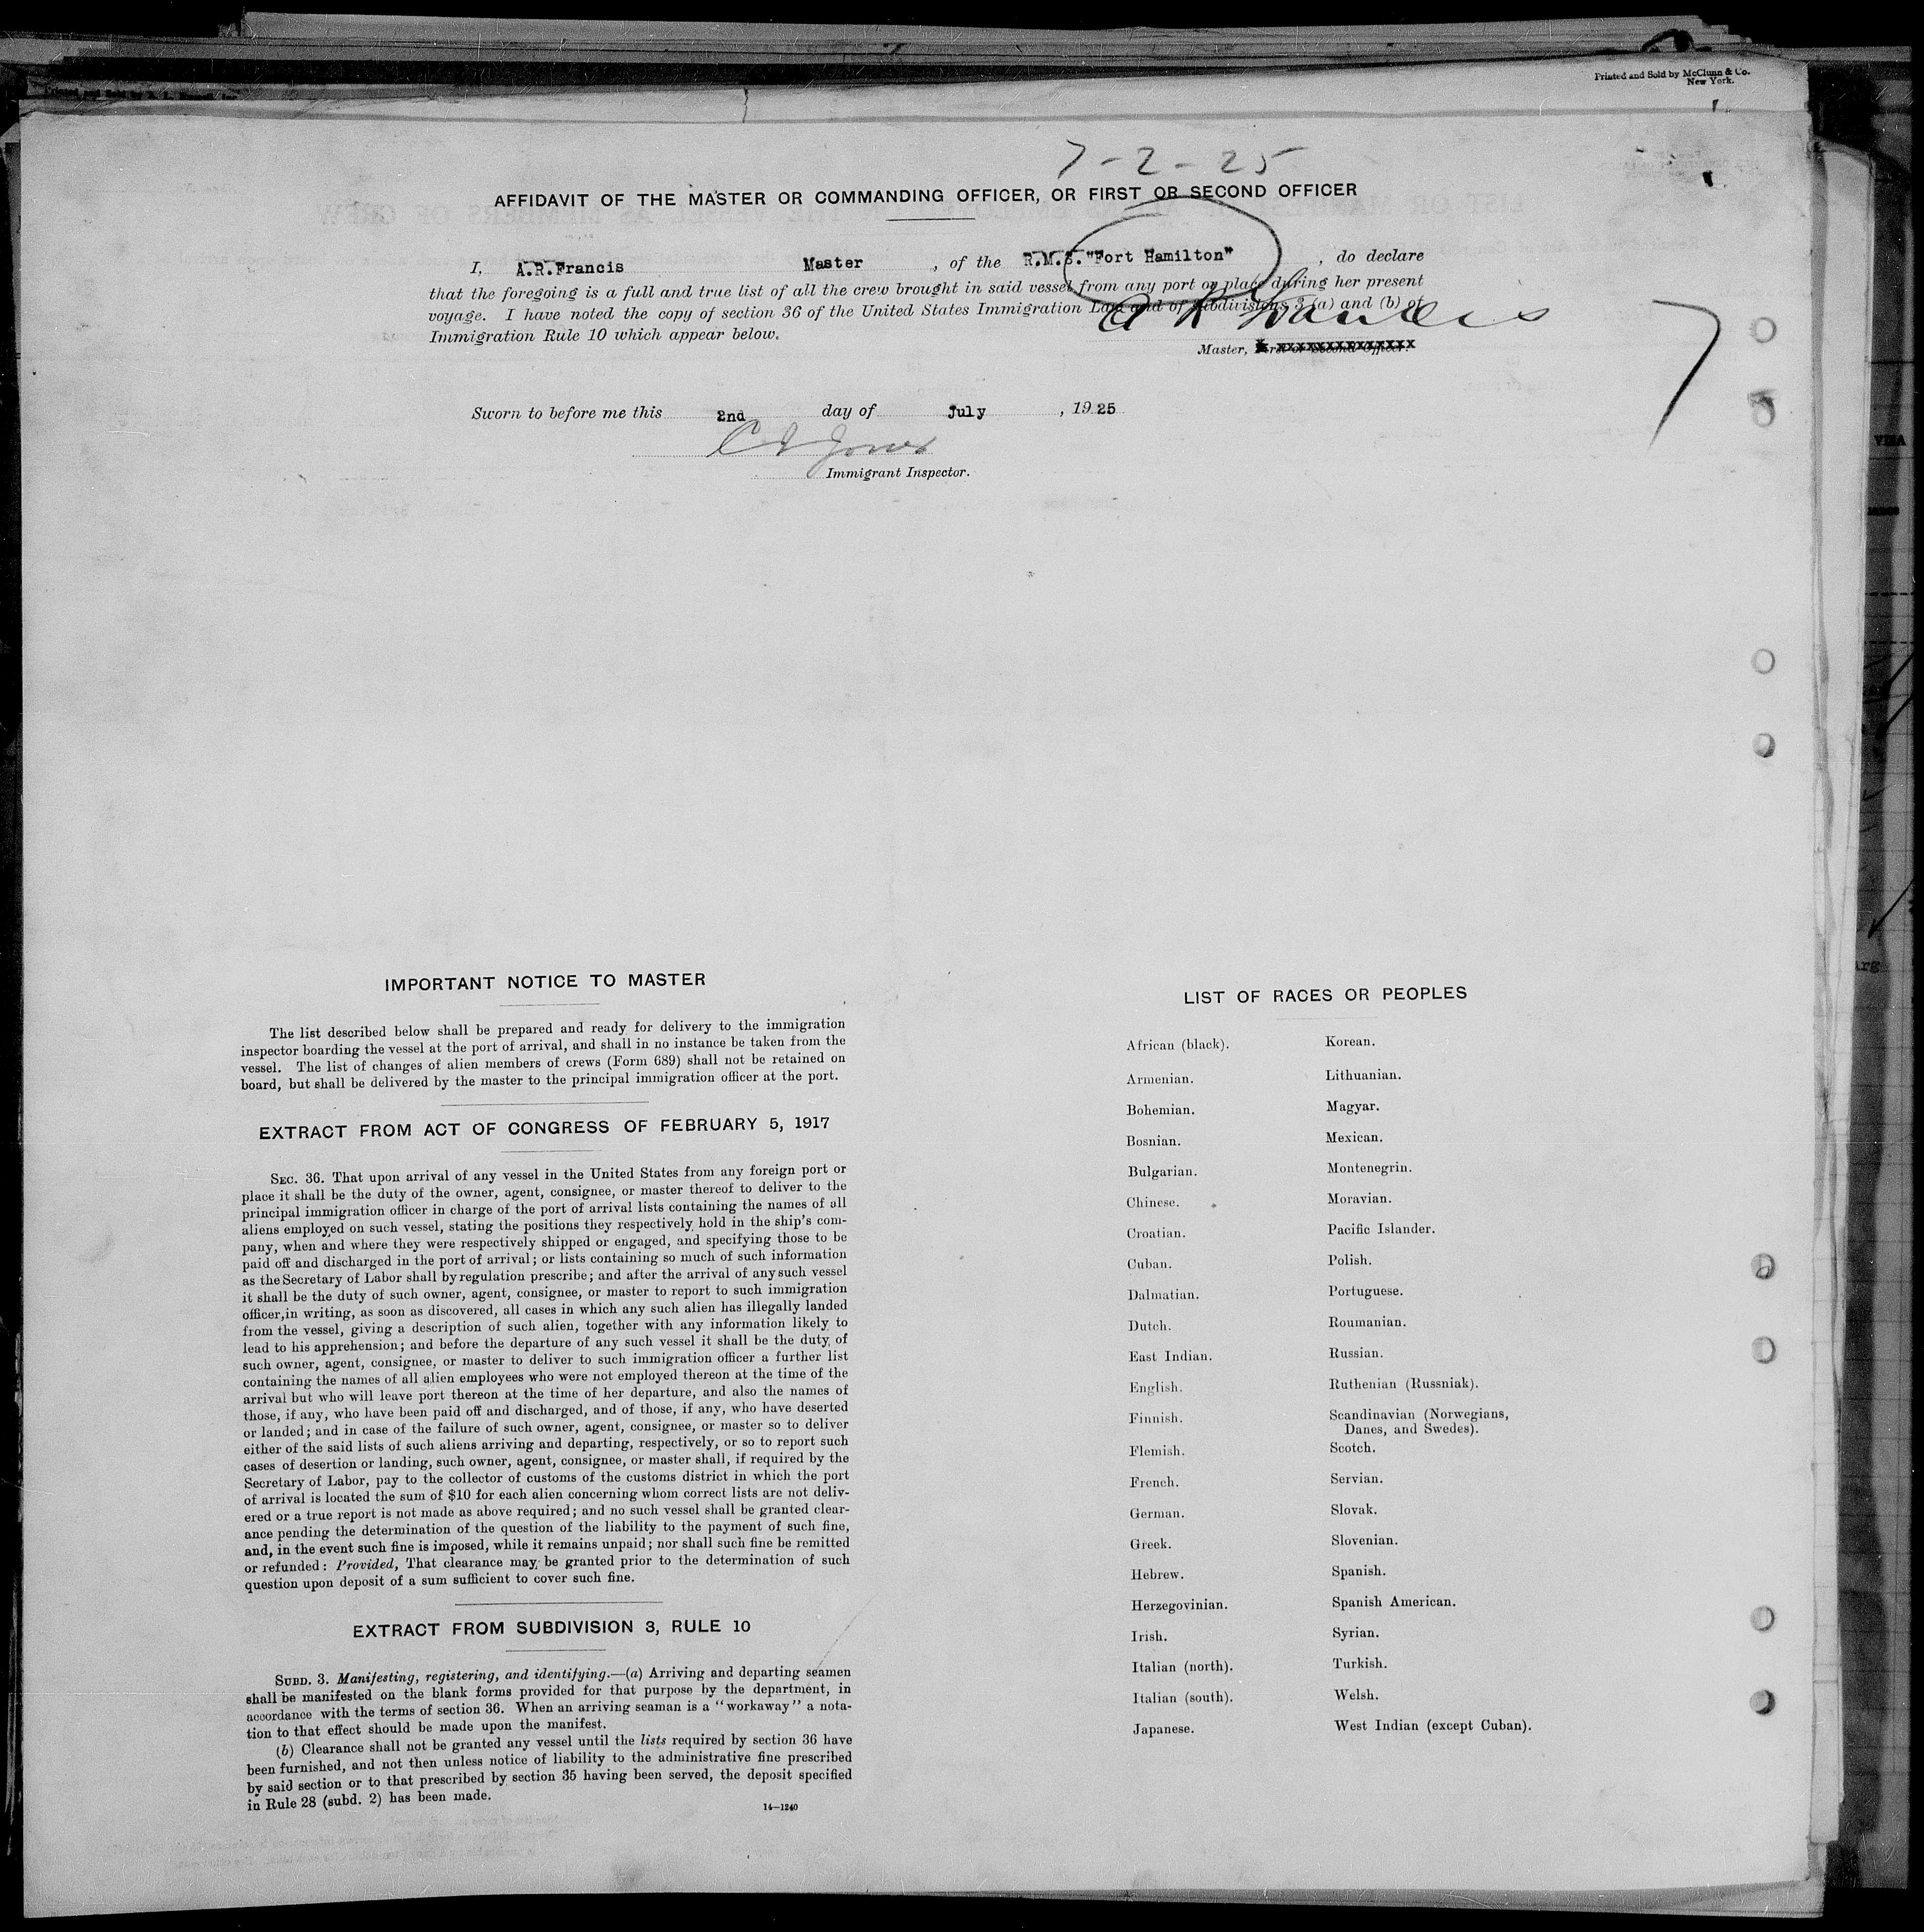 Printed and Sold by McClunn & Co.
New York.
7-2-25
AFFIDAVIT OF THE MASTER OR COMMANDING OFFICER, OR FIRST OR SECOND OFFICER
I, A.R.Francis Master, of the R.M.S."Fort Hamilton", do declare
that the foregoing is a full and true list of all the crew brought in said vessel from any port or place during her present
voyage. I have noted the copy of section 36 of the United States Immigration Law and of subdivisions 3 (a) and (b) of
Immigration Rule 10 which appear below.
A R Francis
Master, First or Second Officer.
7
Sworn to before me this 2nd day of July, 1925
Immigrant Inspector.
IMPORTANT NOTICE TO MASTER
The list described below shall be prepared and ready for delivery to the immigration
inspector boarding the vessel at the port of arrival, and shall in no instance be taken from the
vessel. The list of changes of alien members of crews (Form 689) shall not be retained on
board, but shall be delivered by the master to the principal immigration officer at the port.
EXTRACT FROM ACT OF CONGRESS OF FEBRUARY 5, 1917
SEC. 36. That upon arrival of any vessel in the United States from any foreign port or
place it shall be the duty of the owner, agent, consignee, or master thereof to deliver to the
principal immigration officer in charge of the port of arrival lists containing the names of all
aliens employed on such vessel, stating the positions they respectively hold in the ship's com-
pany, when and where they were respectively shipped or engaged, and specifying those to be
paid off and discharged in the port of arrival; or lists containing so much of such information
as the Secretary of Labor shall by regulation prescribe; and after the arrival of any such vessel
it shall be the duty of such owner, agent, consignee, or master to report to such immigration
officer, in writing, as soon as discovered, all cases in which any such alien has illegally landed
from the vessel, giving a description of such alien, together with any information likely to
lead to his apprehension; and before the departure of any such vessel it shall be the duty of
such owner, agent, consignee, or master to deliver to such immigration officer a further list
containing the names of all alien employees who were not employed thereon at the time of the
arrival but who will leave port thereon at the time of her departure, and also the names of
those, if any, who have been paid off and discharged, and of those, if any, who have deserted
or landed; and in case of the failure of such owner, agent, consignee, or master so to deliver
either of the said lists of such aliens arriving and departing, respectively, or so to report such
cases of desertion or landing, such owner, agent, consignee, or master shall, if required by the
Secretary of Labor, pay to the collector of customs of the customs district in which the port
of arrival is located the sum of $10 for each alien concerning whom correct lists are not deliv-
ered or a true report is not made as above required; and no such vessel shall be granted clear-
ance pending the determination of the question of the liability to the payment of such fine,
and, in the event such fine is imposed, while it remains unpaid; nor shall such fine be remitted
or refunded: Provided, That clearance may be granted prior to the determination of such
question upon deposit of a sum sufficient to cover such fine.
EXTRACT FROM SUBDIVISION 3, RULE 10
SUBD. 3. Manifesting, registering, and identifying.—(a) Arriving and departing seamen
shall be manifested on the blank forms provided for that purpose by the department, in
accordance with the terms of section 36. When an arriving seaman is a "workaway" a nota-
tion to that effect should be made upon the manifest.
(b) Clearance shall not be granted any vessel until the lists required by section 36 have
been furnished, and not then unless notice of liability to the administrative fine prescribed
by said section or to that prescribed by section 35 having been served, the deposit specified
in Rule 28 (subd. 2) has been made.
14—1240
LIST OF RACES OR PEOPLES
African (black).
Armenian.
Bohemian.
Bosnian.
Bulgarian.
Chinese.
Croatian.
Cuban.
Dalmatian.
Dutch.
East Indian.
English.
Finnish.
Flemish.
French.
German.
Greek.
Hebrew.
Herzegovinian.
Irish.
Italian (north).
Italian (south).
Japanese.
Korean.
Lithuanian.
Magyar.
Mexican.
Montenegrin.
Moravian.
Pacific Islander.
Polish.
Portuguese.
Roumanian.
Russian.
Ruthenian (Russniak).
Scandinavian (Norwegians,
Danes, and Swedes).
Scotch.
Servian.
Slovak.
Slovenian.
Spanish.
Spanish American.
Syrian.
Turkish.
Welsh.
West Indian (except Cuban).